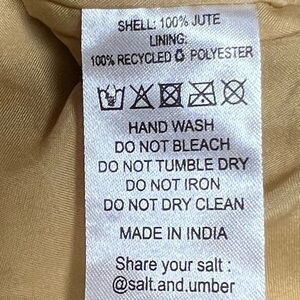 SHELL: 100% JUTE
LINING:
100% RECYCLED ♻ POLYESTER
HAND WASH
DO NOT BLEACH
DO NOT TUMBLE DRY
DO NOT IRON
DO NOT DRY CLEAN
MADE IN INDIA
Share your salt :
@salt.and.umber